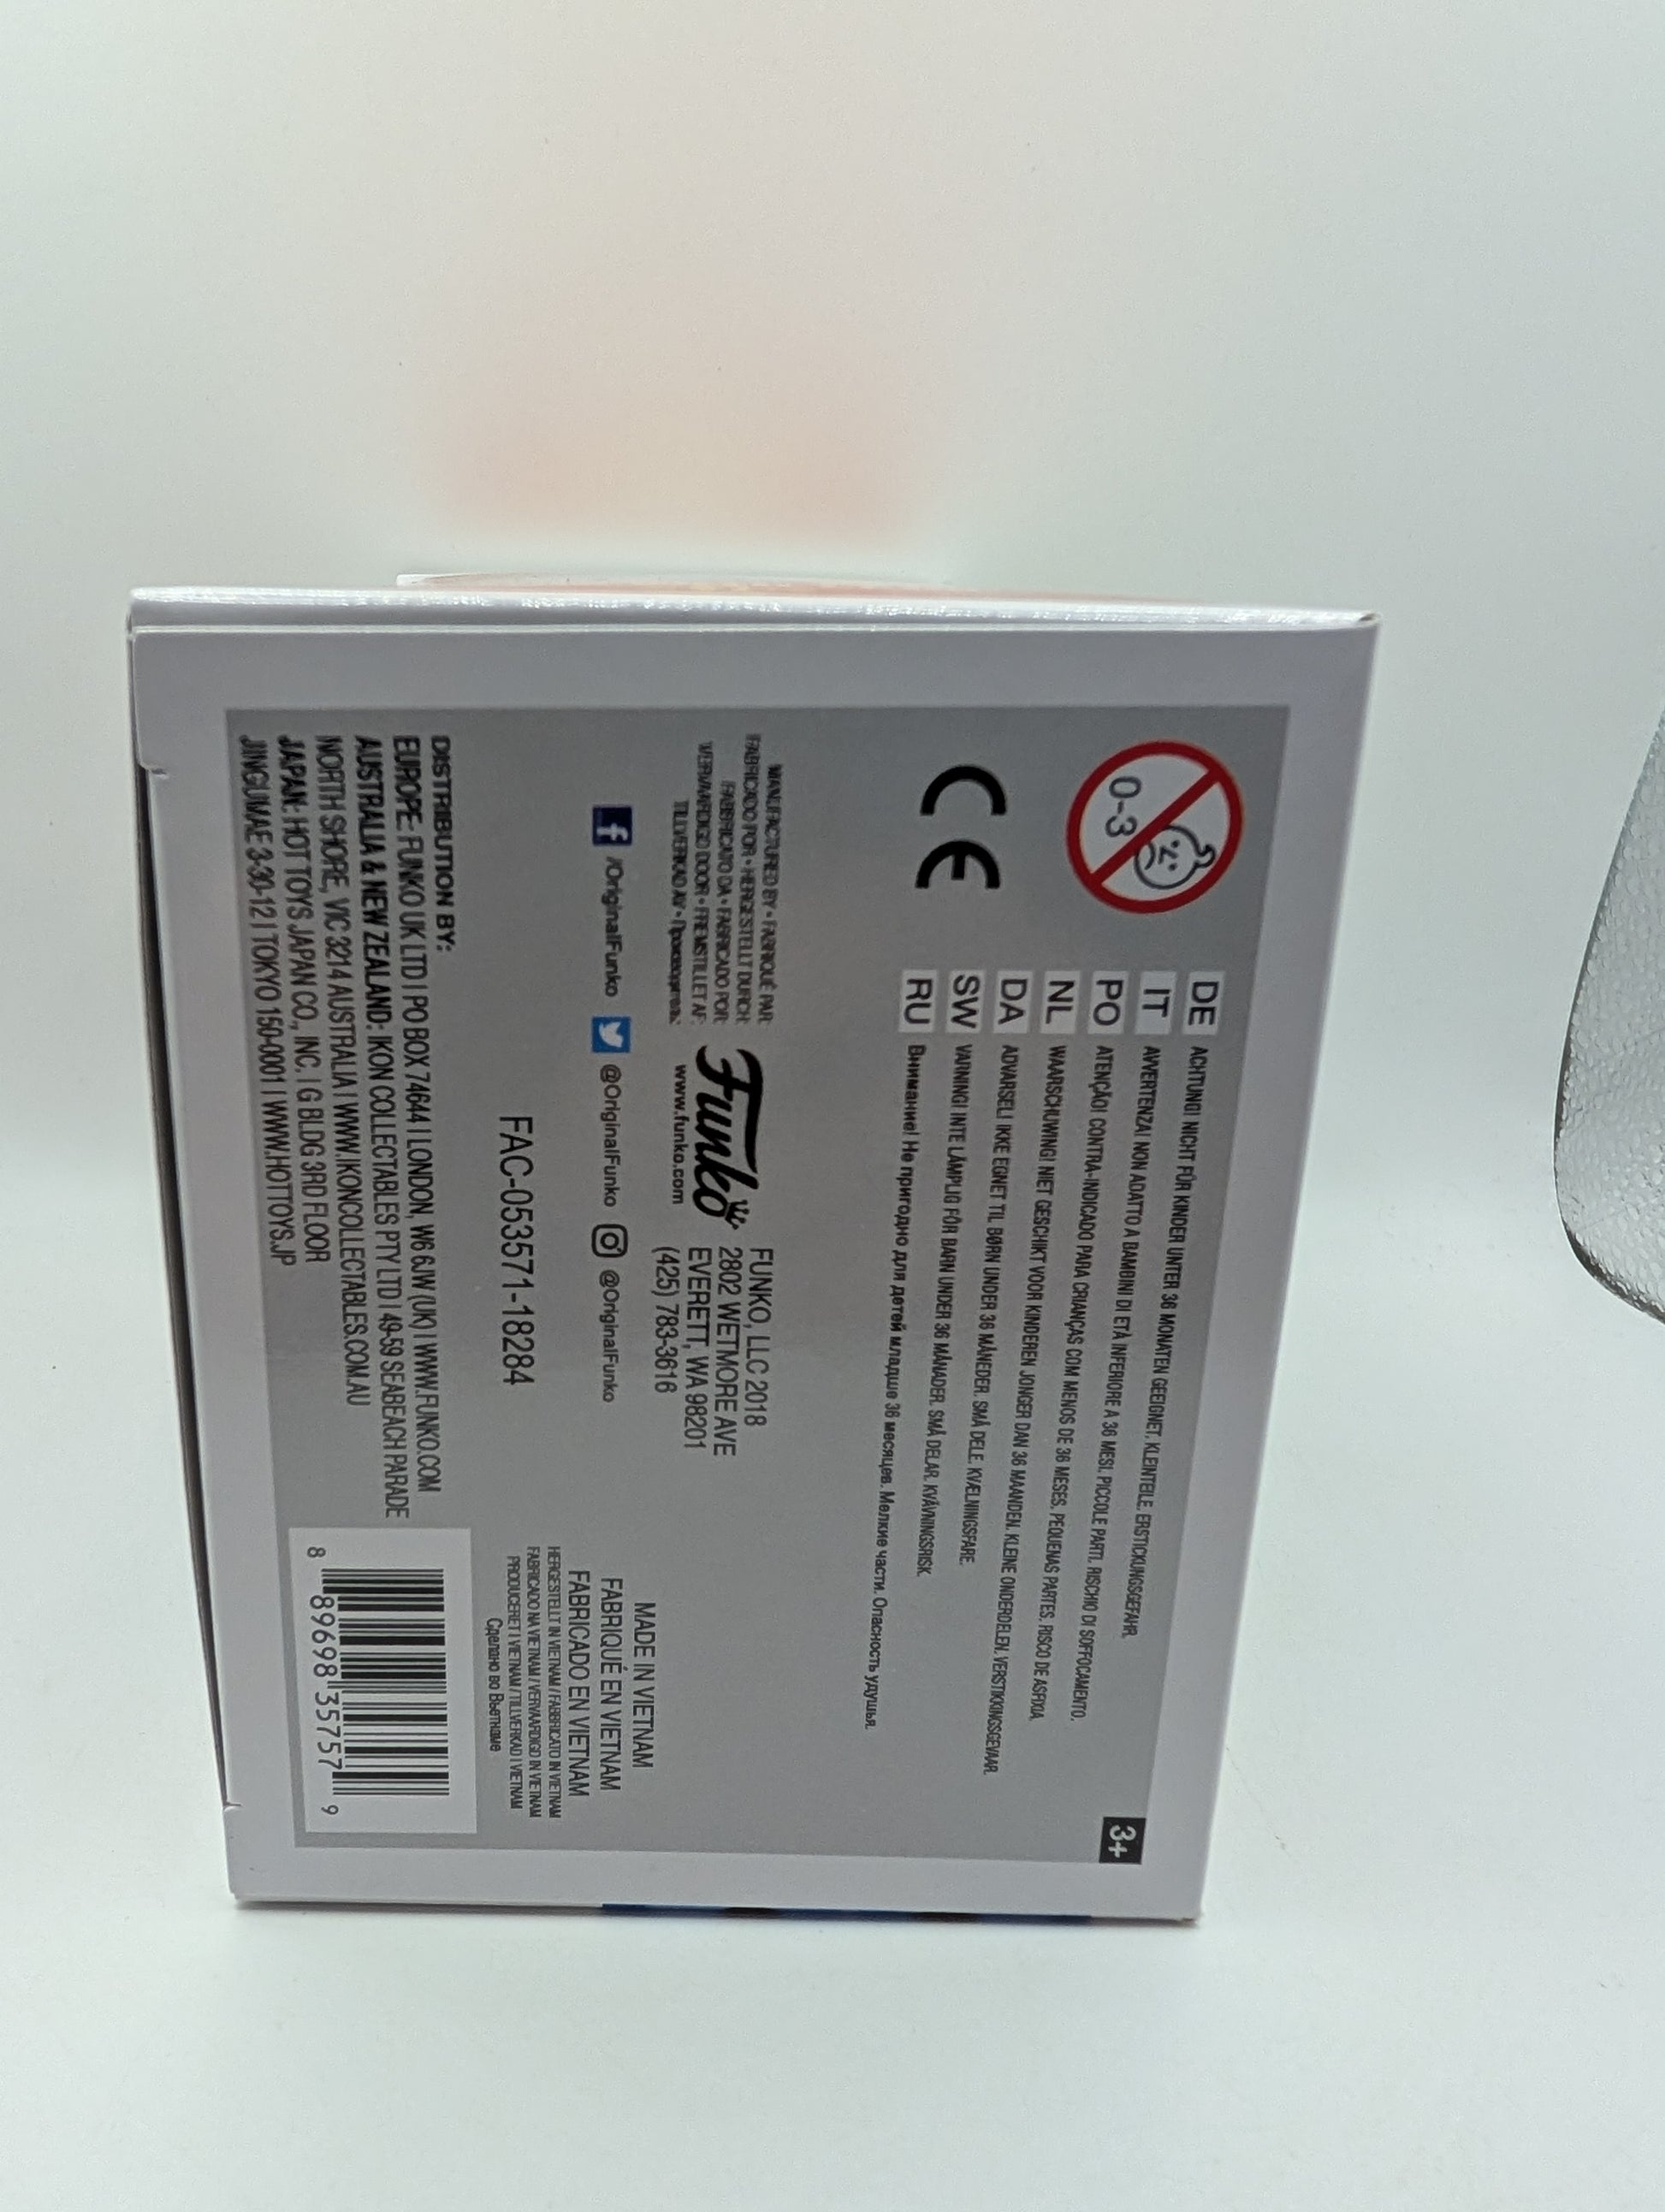 0-3
DE ACHTUNG! NICHT FÜR KINDER UNTER 36 MONATEN GEEIGNET. KLEINTEILE. ERSTICKUNGSGEFAHR.
IT AVVERTENZA! NON ADATTO A BAMBINI DI ETÀ INFERIORE A 36 MESI. PICCOLE PARTI. RISCHIO DI SOFFOCAMENTO.
PO ATENÇÃO! CONTRA-INDICADO PARA CRIANÇAS COM MENOS DE 36 MESES. PEQUENAS PARTES. RISCO DE ASFIXIA.
NL WAARSCHUWING! NIET GESCHIKT VOOR KINDEREN JONGER DAN 36 MAANDEN. KLEINE ONDERDELEN. VERSTIKKINGSGEVAAR.
DA ADVARSEL! IKKE EGNET TIL BØRN UNDER 36 MÅNEDER. SMÅ DELE. KVÆLNINGSFARE.
SW VARNING! INTE LÄMPLIG FÖR BARN UNDER 36 MÅNADER. SMÅ DELAR. KVÄVNINGSRISK.
RU Внимание! Не пригодно для детей младше 36 месяцев. Мелкие части. Опасность удушья.
3+
CE
MANUFACTURED BY • FABRIQUÉ PAR:
FABRICADO POR • HERGESTELLT DURCH:
FABBRICATO DA • FABRICADO POR:
VERVAARDIGD DOOR • FREMSTILLET AF:
TILLVERKAD AV • Производитель:
Funko
www.funko.com
FUNKO, LLC 2018
2802 WETMORE AVE
EVERETT, WA 98201
(425) 783-3616
/OriginalFunko @OriginalFunko @OriginalFunko
FAC-053571-18284
MADE IN VIETNAM
FABRIQUÉ EN VIETNAM
FABRICADO EN VIETNAM
HERGESTELLT IN VIETNAM / FABBRICATO IN VIETNAM
FABRICADO NA VIETNAM / VERVAARDIGD IN VIETNAM
PRODUCERET I VIETNAM / TILLVERKAD I VIETNAM
Сделано во Вьетнаме
DISTRIBUTION BY:
EUROPE: FUNKO UK LTD | PO BOX 74644 | LONDON, W6 6JW (UK) | WWW.FUNKO.COM
AUSTRALIA & NEW ZEALAND: IKON COLLECTABLES PTY LTD | 49-59 SEABEACH PARADE
NORTH SHORE, VIC 3214 AUSTRALIA | WWW.IKONCOLLECTABLES.COM.AU
JAPAN: HOT TOYS JAPAN CO., INC. | G BLDG 3RD FLOOR
JINGUMAE 3-30-12 | TOKYO 150-0001 | WWW.HOTTOYS.JP
8 89698 35757 9